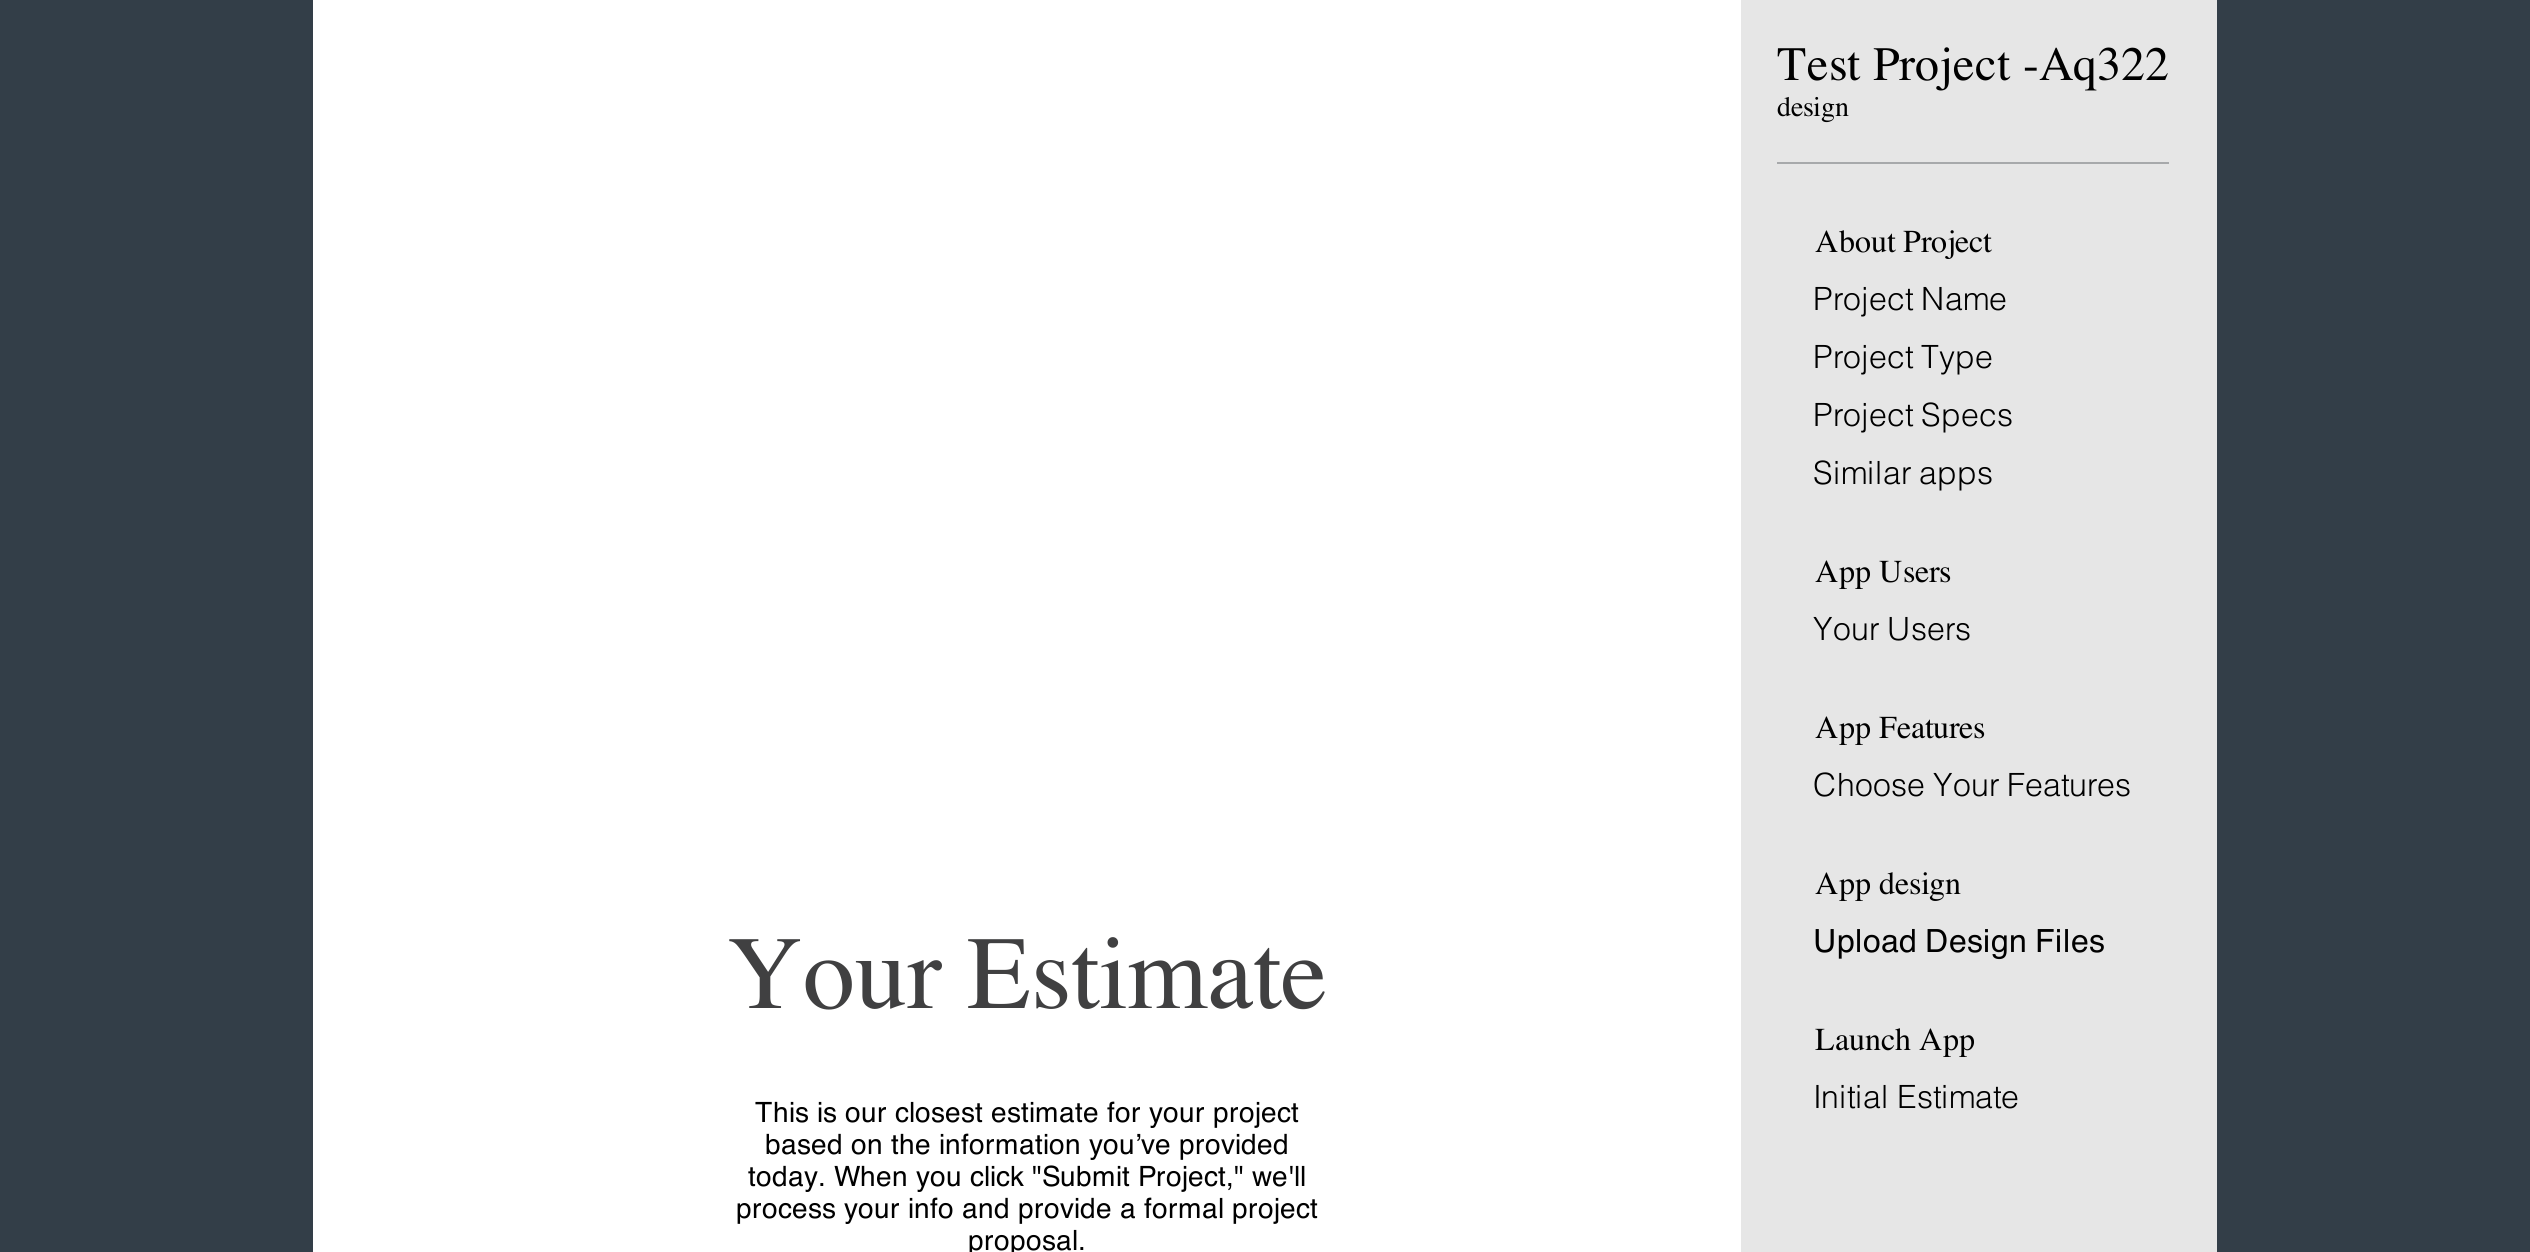 Your Estimate
This is our closest estimate for your project
based on the information you’ve provided
today. When you click "Submit Project," we'll
process your info and provide a formal project
proposal.
Test Project -Aq322
design
About Project
Project Name
Project Type
Project Specs
Similar apps
App Users
Your Users
App Features
Choose Your Features
App design
Upload Design Files
Launch App
Initial Estimate